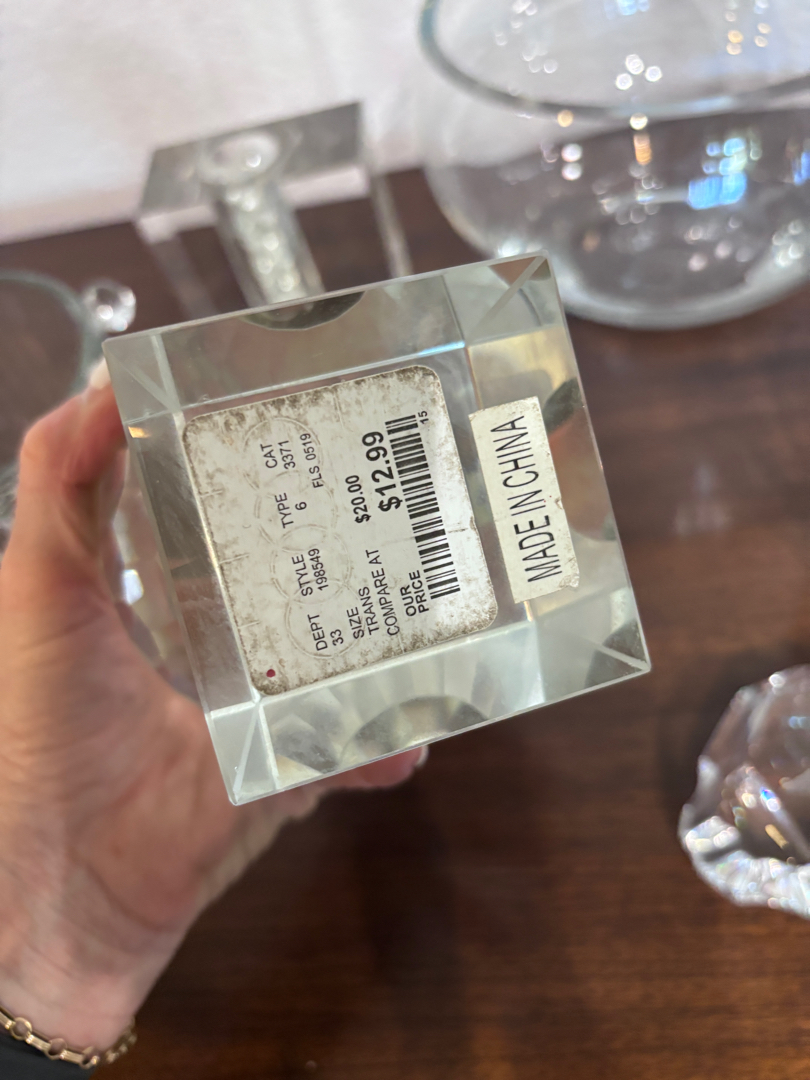 DEPT STYLE TYPE CAT
33 198549 6 3371
SIZE FLS 0519
TRANS
COMPARE AT $20.00
OUR
PRICE $12.99
15
MADE IN CHINA